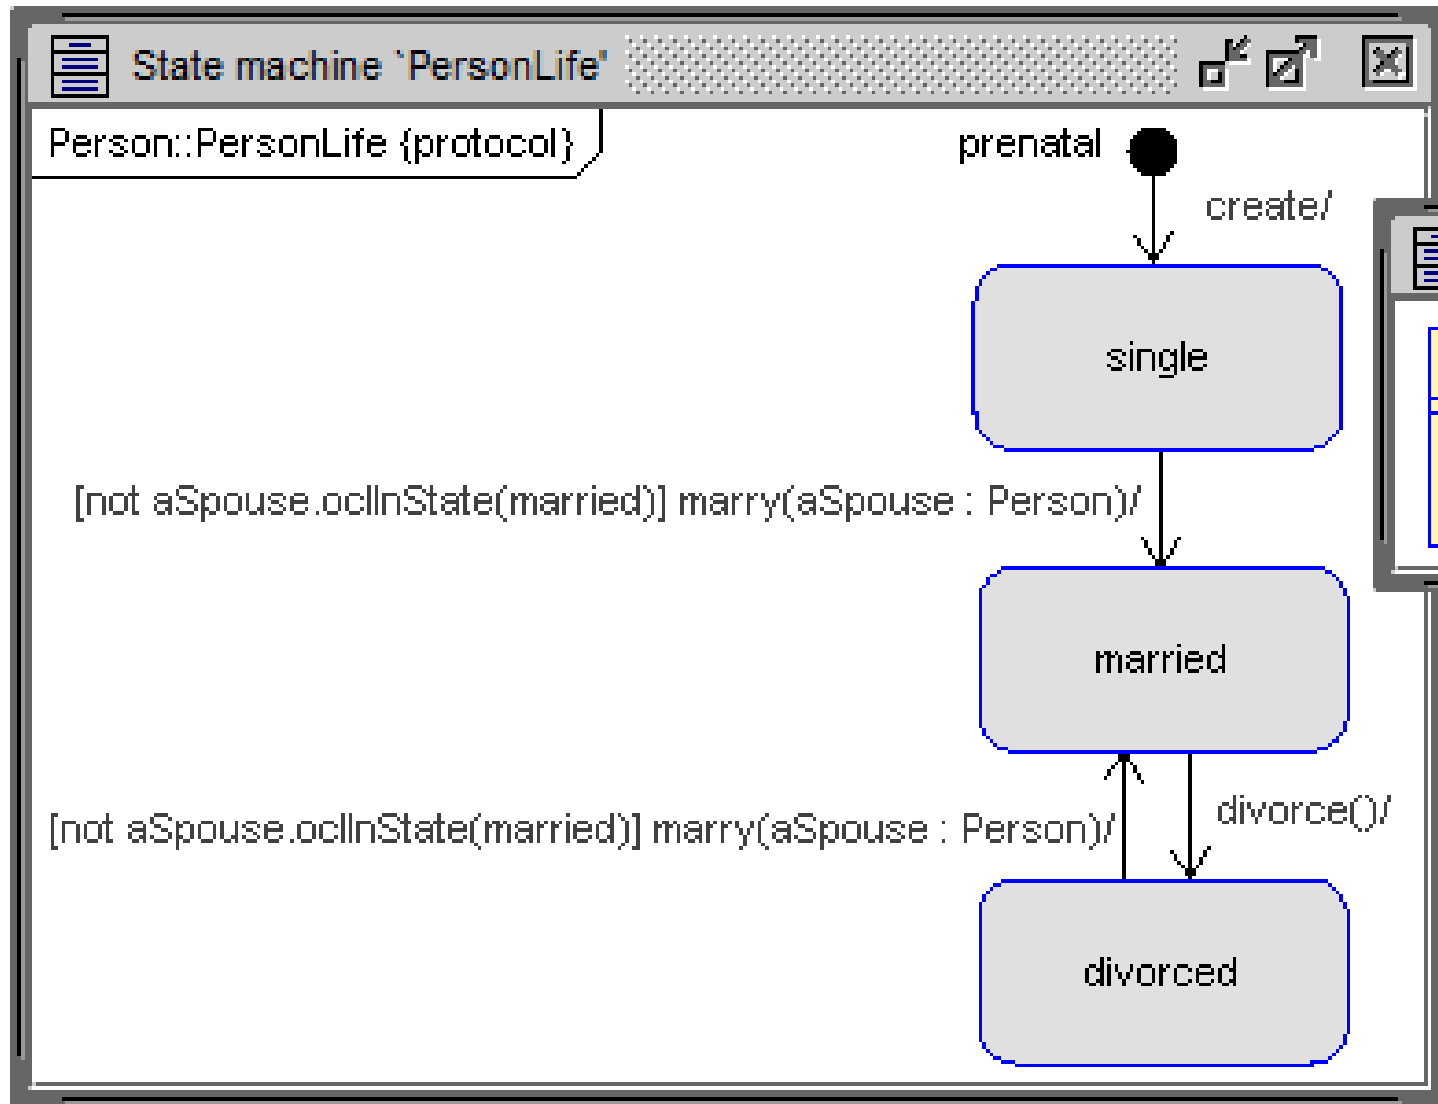 State machine `PersonLife'
Person::PersonLife {protocol}
prenatal
create/
single
[not aSpouse.oclInState(married)] marry(aSpouse : Person)/
married
[not aSpouse.oclInState(married)] marry(aSpouse : Person)/
divorce()/
divorced